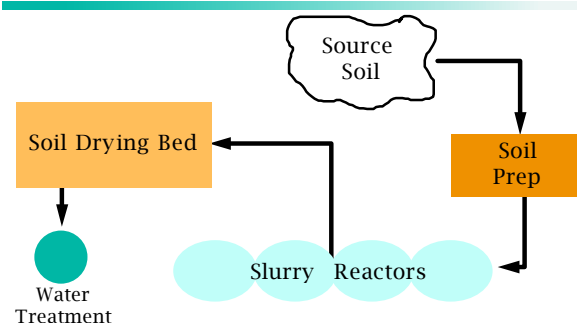 Source
Soil
Soil Drying Bed
Soil
Prep
Slurry Reactors
Water
Treatment